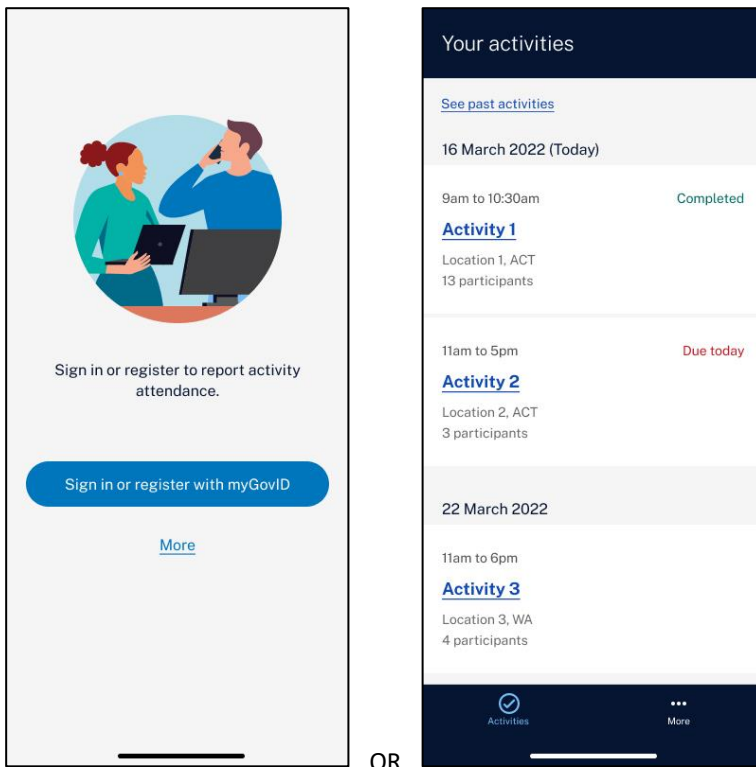 Sign in or register to report activity
attendance.
Sign in or register with myGovID
More
OR
Your activities
See past activities
16 March 2022 (Today)
9am to 10:30am Completed
Activity 1
Location 1, ACT
13 participants
11am to 5pm Due today
Activity 2
Location 2, ACT
3 participants
22 March 2022
11am to 6pm
Activity 3
Location 3, WA
4 participants
Activities More